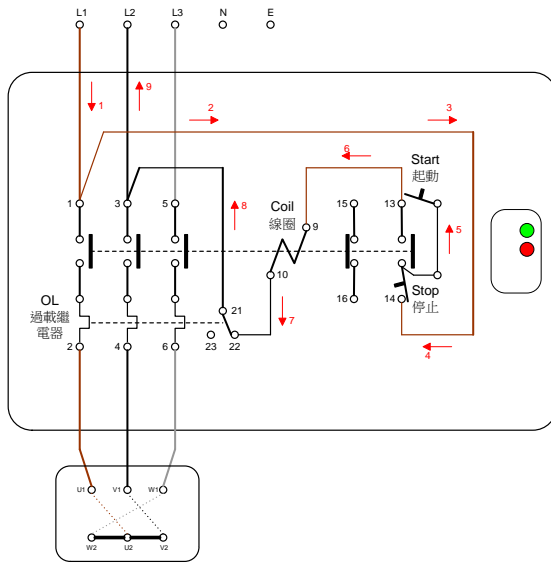 L1 L2 L3 N E
1 9
2 3
6 Start
起動
1 3 5 15 13
Coil
線圈
8 9 5
10
OL
過載繼
電器
Stop
停止
21 7 16 14
23 22
2 4 6 4
U1 V1 W1
W2 U2 V2